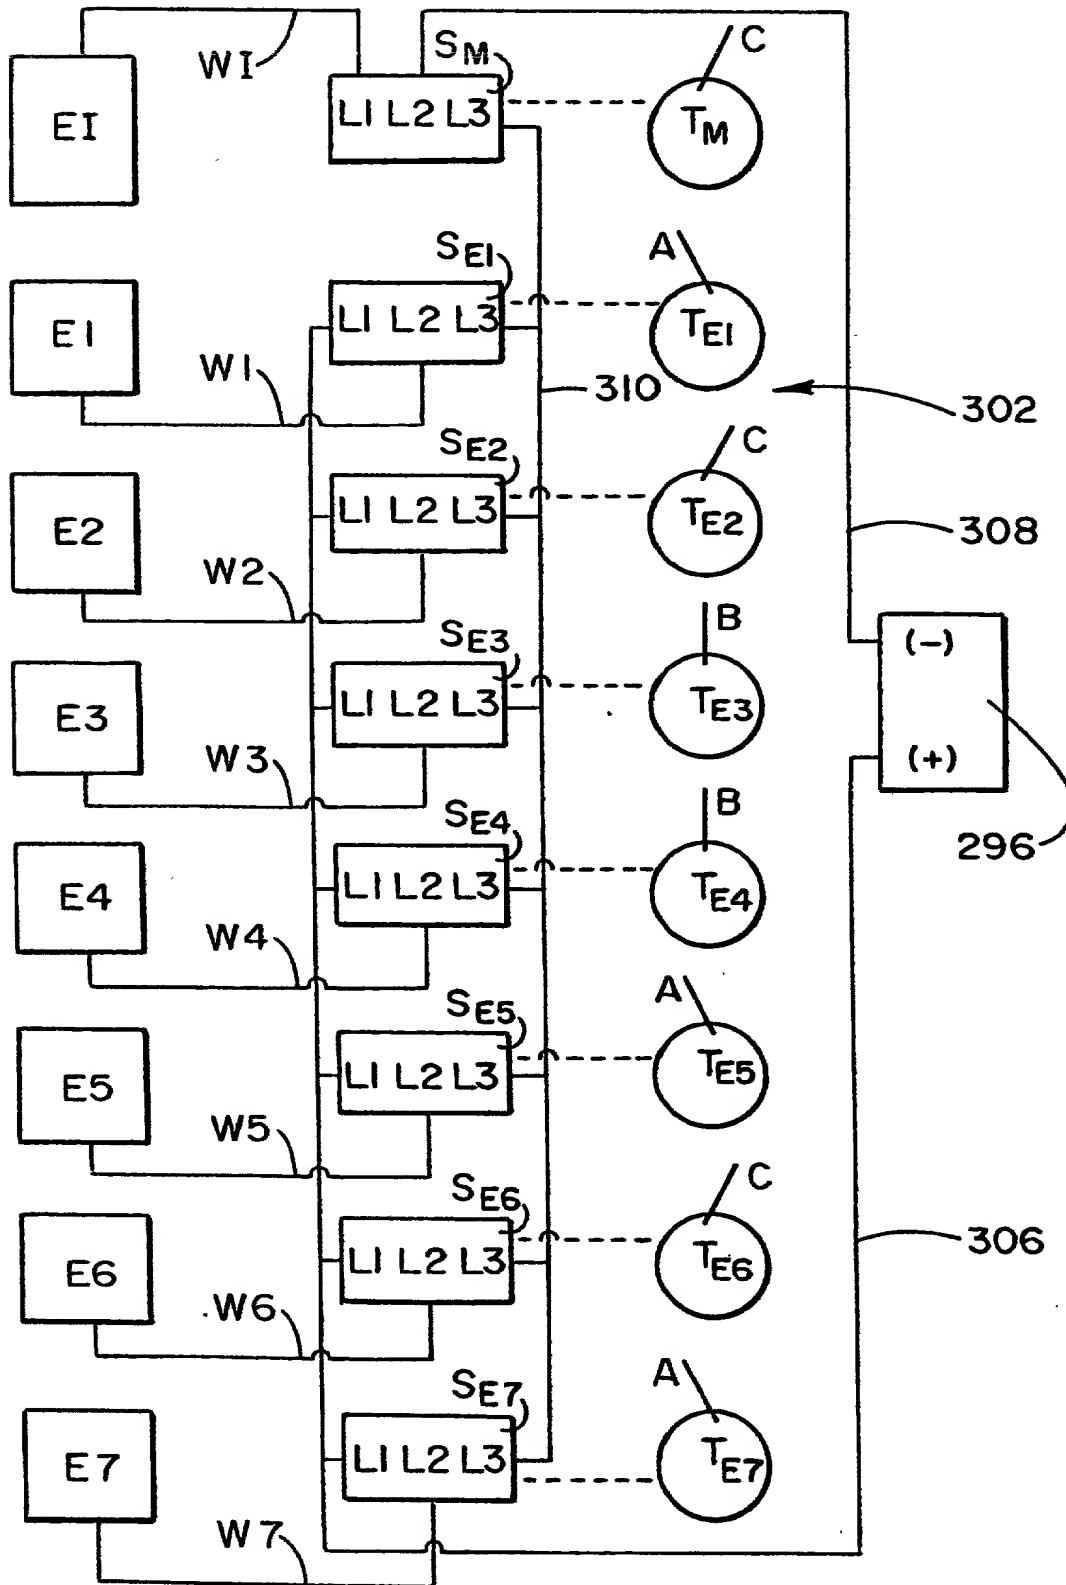 WI
SM
C
EI
L1 L2 L3
TM
SE1
A
E1
L1 L2 L3
TE1
W1
310
302
SE2
C
E2
L1 L2 L3
TE2
308
W2
SE3
B
(-)
E3
L1 L2 L3
TE3
W3
(+)
SE4
B
296
E4
L1 L2 L3
TE4
W4
SE5
A
E5
L1 L2 L3
TE5
W5
SE6
C
306
E6
L1 L2 L3
TE6
W6
SE7
A
E7
L1 L2 L3
TE7
W7